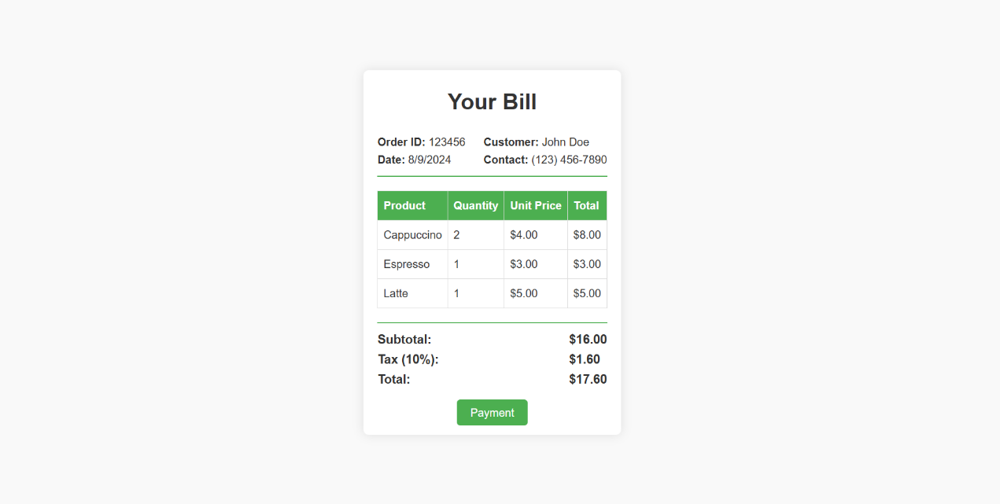 Your Bill
Order ID: 123456 Customer: John Doe
Date: 8/9/2024 Contact: (123) 456-7890
Product Quantity Unit Price Total
Cappuccino 2 $4.00 $8.00
Espresso 1 $3.00 $3.00
Latte 1 $5.00 $5.00
Subtotal: $16.00
Tax (10%): $1.60
Total: $17.60
Payment